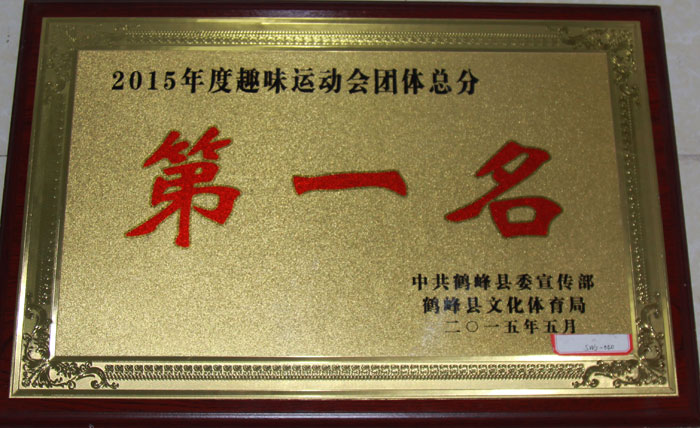 2015年度趣味运动会团体总分
第一名
中共鹤峰县委宣传部
鹤峰县文化体育局
二〇一五年五月